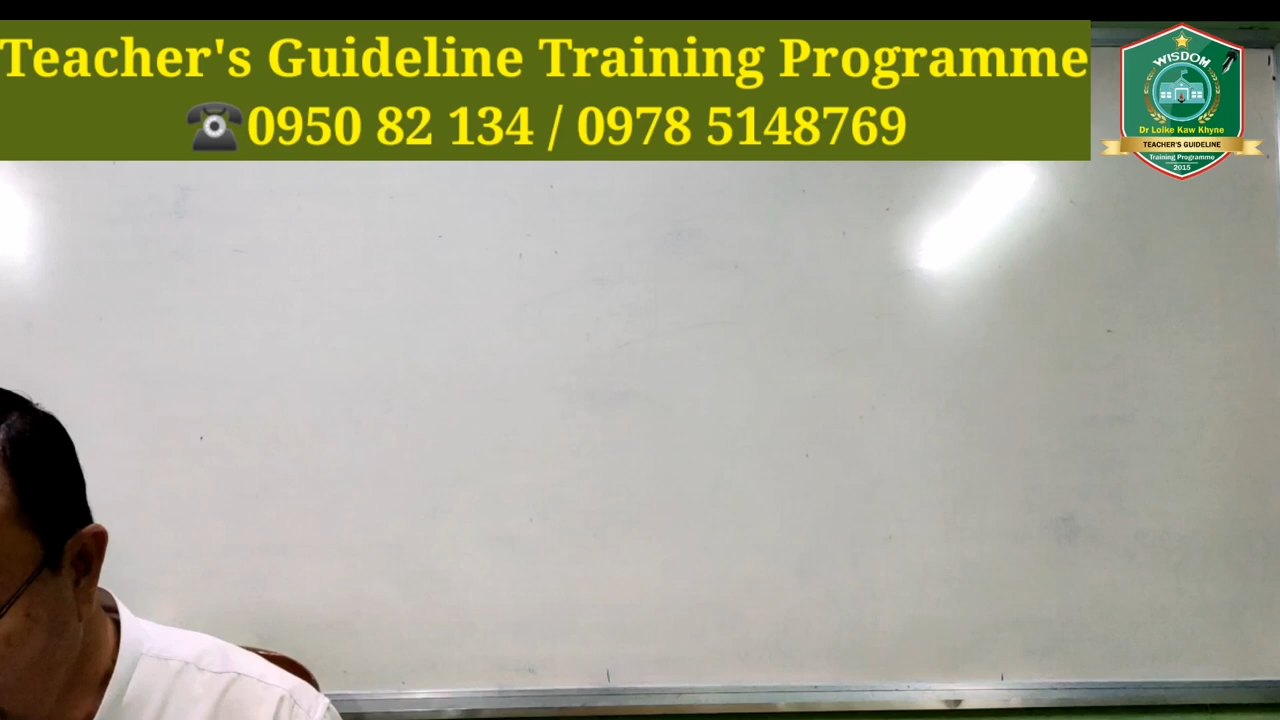 Teacher's Guideline Training Programme
☎0950 82 134 / 0978 5148769
WISDOM
Dr Loike Kaw Khyne
TEACHER'S GUIDELINE
Training Programme
2015